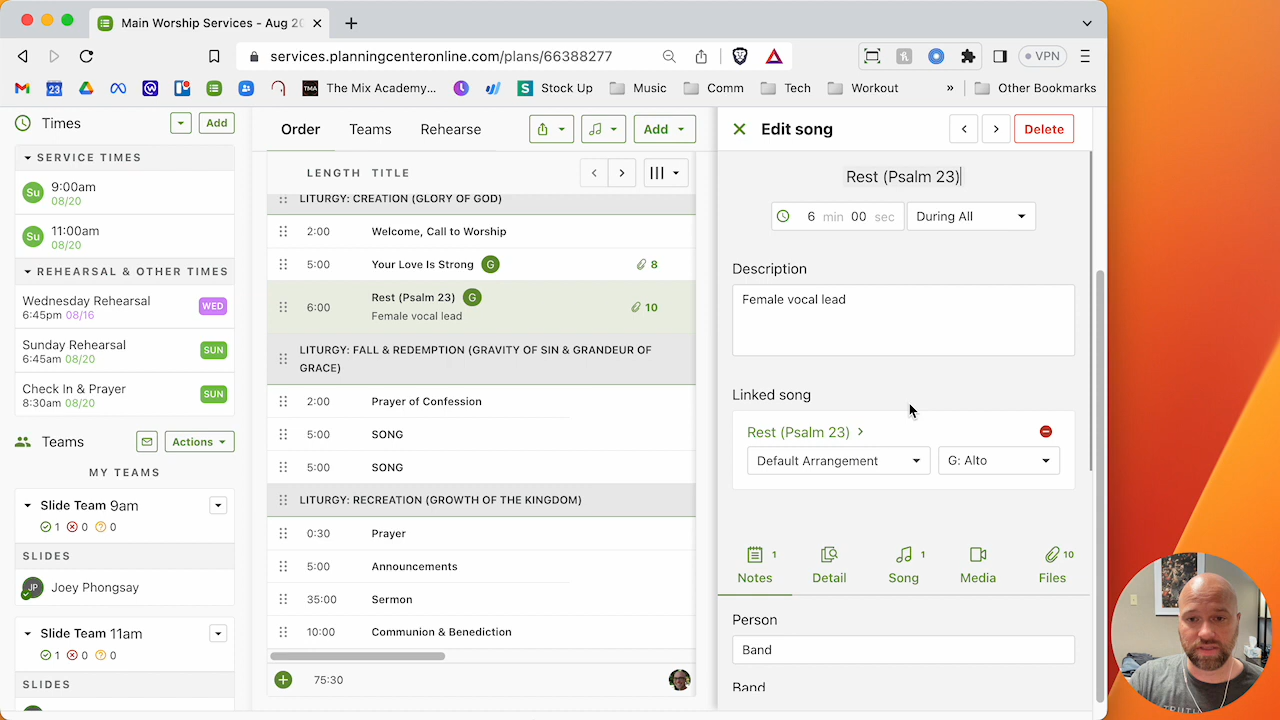 Main Worship Services - Aug 20
services.planningcenteronline.com/plans/66388277
VPN
23
TMA
The Mix Academy...
S
Stock Up
Music
Comm
Tech
Workout
»
Other Bookmarks
Times
Add
SERVICE TIMES
Su
9:00am
08/20
Su
11:00am
08/20
REHEARSAL & OTHER TIMES
Wednesday Rehearsal
6:45pm 08/16
WED
Sunday Rehearsal
6:45am 08/20
SUN
Check In & Prayer
8:30am 08/20
SUN
Teams
Actions
MY TEAMS
Slide Team 9am
1 0 0
SLIDES
JP
Joey Phongsay
Slide Team 11am
1 0 0
SLIDES
Order
Teams
Rehearse
Add
LENGTH TITLE
LITURGY: CREATION (GLORY OF GOD)
2:00 Welcome, Call to Worship
5:00 Your Love Is Strong G 8
6:00 Rest (Psalm 23) G 10
Female vocal lead
LITURGY: FALL & REDEMPTION (GRAVITY OF SIN & GRANDEUR OF
GRACE)
2:00 Prayer of Confession
5:00 SONG
5:00 SONG
LITURGY: RECREATION (GROWTH OF THE KINGDOM)
0:30 Prayer
5:00 Announcements
35:00 Sermon
10:00 Communion & Benediction
75:30
Edit song
Delete
Rest (Psalm 23)
6 min 00 sec
During All
Description
Female vocal lead
Linked song
Rest (Psalm 23)
Default Arrangement
G: Alto
1
Notes
Detail
1
Song
Media
10
Files
Person
Band
Band
TRUTH